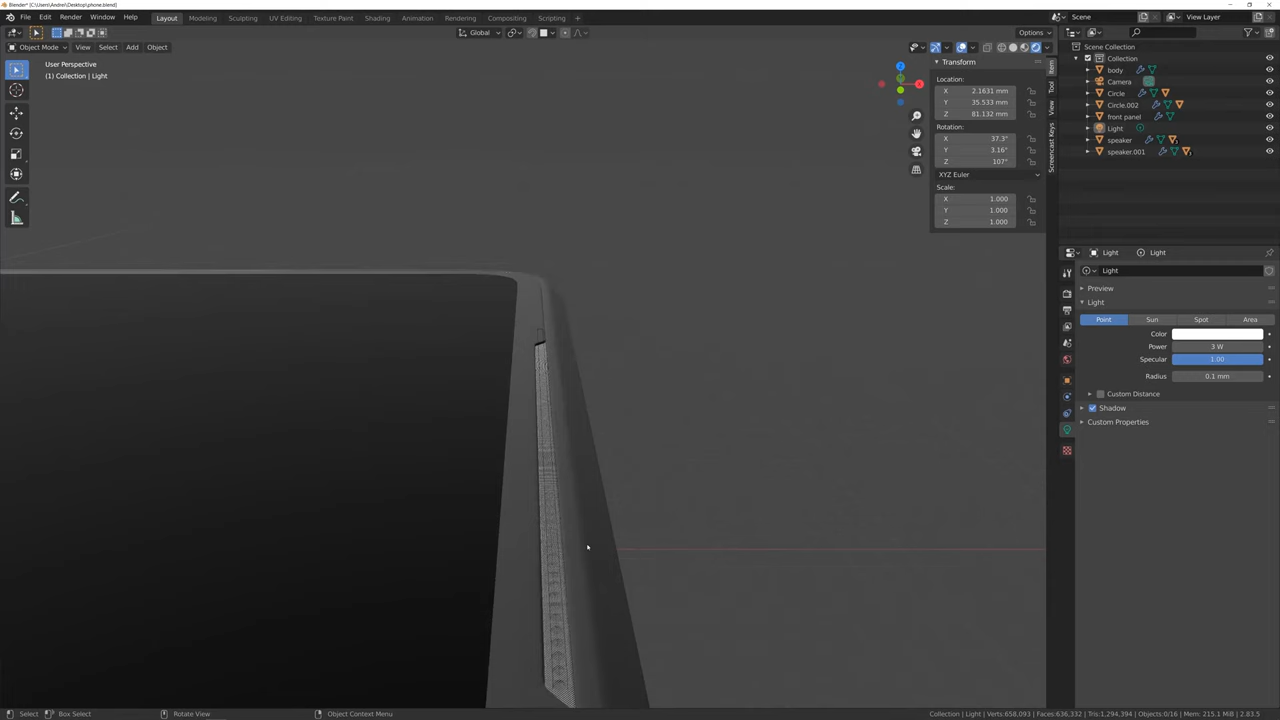 Blender* [C:\Users\Andrei\Desktop\phone.blend]
File Edit Render Window Help Layout Modeling Sculpting UV Editing Texture Paint Shading Animation Rendering Compositing Scripting Scene View Layer
Global Options
Object Mode View Select Add Object
User Perspective
(1) Collection | Light
Transform
Location:
X 2.1631 mm
Y 35.533 mm
Z 81.132 mm
Rotation:
X 37.3°
Y 3.16°
Z 107°
XYZ Euler
Scale:
X 1.000
Y 1.000
Z 1.000
Item
Tool
View
Screencast Keys
Scene Collection
Collection
body
Camera
Circle
Circle.002
front panel
Light
speaker
speaker.001
Light Light
Light
Preview
Light
Point Sun Spot Area
Color
Power 3 W
Specular 1.00
Radius 0.1 mm
Custom Distance
Shadow
Custom Properties
Select Box Select Rotate View Object Context Menu Collection | Light | Verts:658,093 | Faces:636,332 | Tris:1,294,394 | Objects:0/16 | Mem: 215.1 MiB | 2.83.5